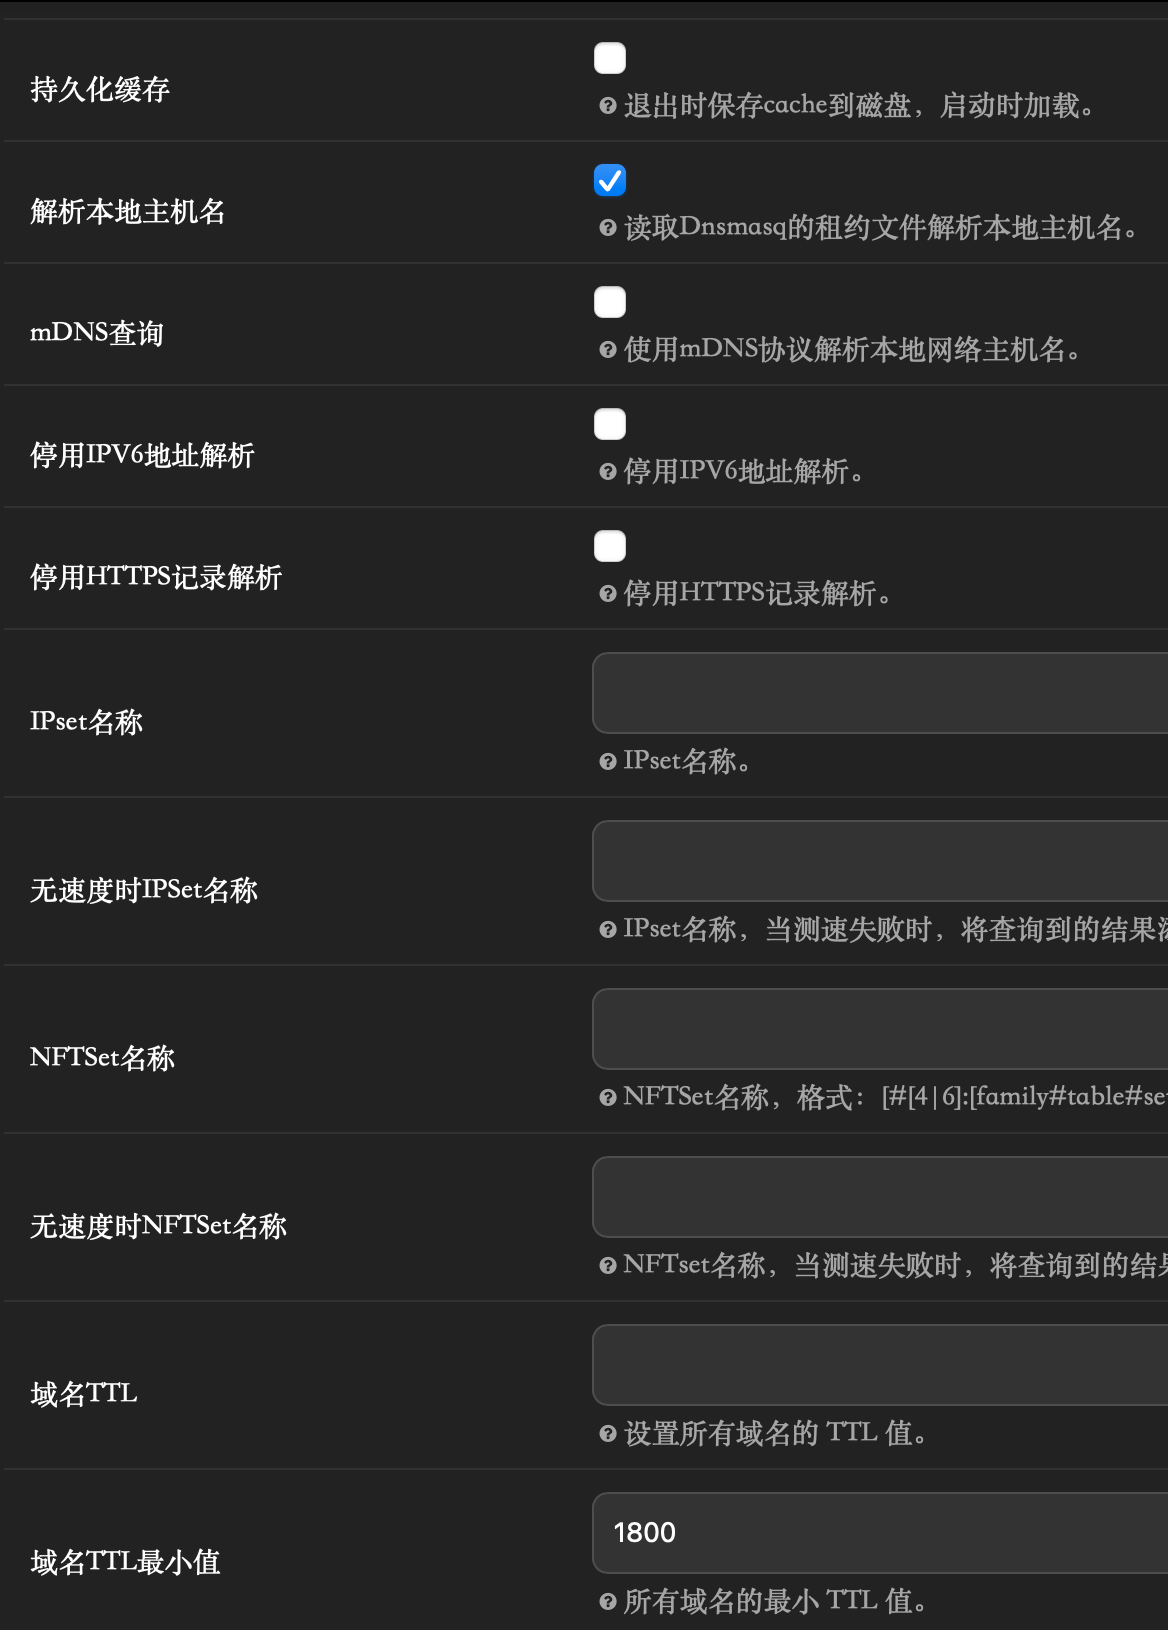 持久化缓存
退出时保存cache到磁盘，启动时加载。
解析本地主机名
读取Dnsmasq的租约文件解析本地主机名。
mDNS查询
使用mDNS协议解析本地网络主机名。
停用IPV6地址解析
停用IPV6地址解析。
停用HTTPS记录解析
停用HTTPS记录解析。
IPset名称
IPset名称。
无速度时IPSet名称
IPset名称，当测速失败时，将查询到的结果
NFTSet名称
NFTSet名称，格式：[#[4|6]:[family#table#se
无速度时NFTSet名称
NFTset名称，当测速失败时，将查询到的结
域名TTL
设置所有域名的 TTL 值。
域名TTL最小值
1800
所有域名的最小 TTL 值。